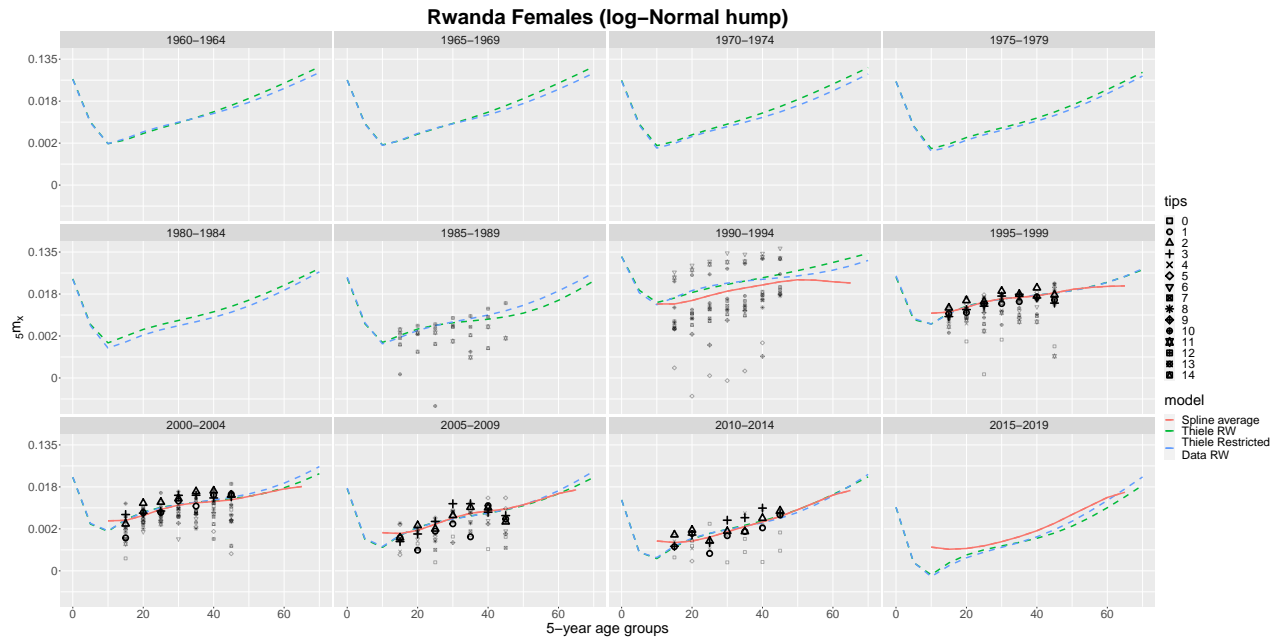 Rwanda Females (log−Normal hump)
1960−1964 1965−1969 1970−1974 1975−1979
0.135
0.018
0.002
0
1980−1984 1985−1989 1990−1994 1995−1999
0.135
0.018
0.002
0
2000−2004 2005−2009 2010−2014 2015−2019
0.135
0.018
0.002
0
0 20 40 60 0 20 40 60 0 20 40 60 0 20 40 60
5−year age groups
5mx
tips
0
1
2
3
4
5
6
7
8
9
10
11
12
13
14
model
Spline average
Thiele RW
Thiele Restricted
Data RW